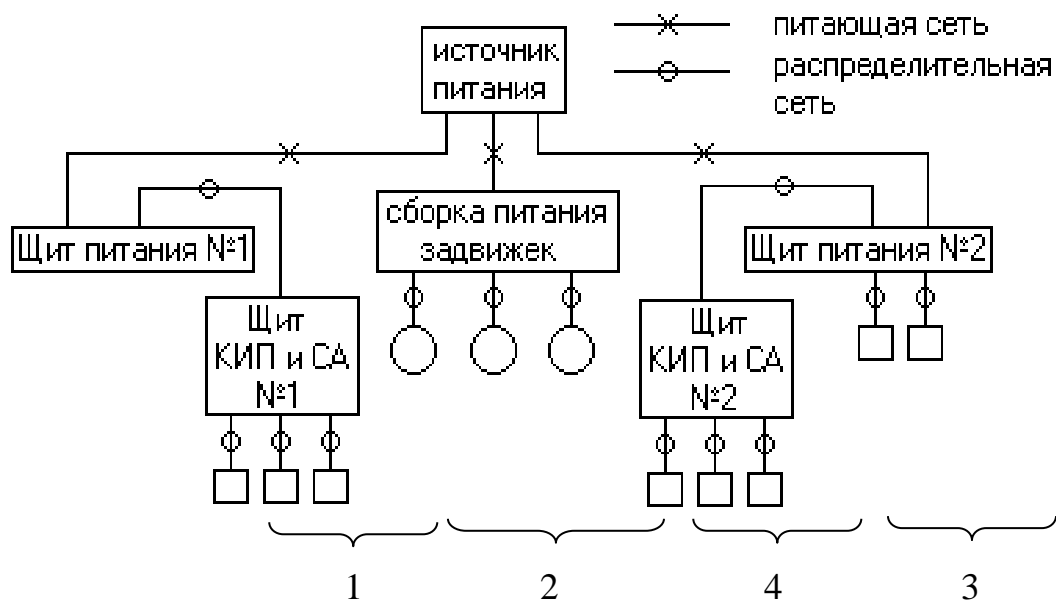 источник
питания
питающая сеть
распределительная
сеть
сборка питания
задвижек
Щит питания №1
Щит питания №2
Щит
КИП и СА
№1
Щит
КИП и СА
№2
1
2
4
3